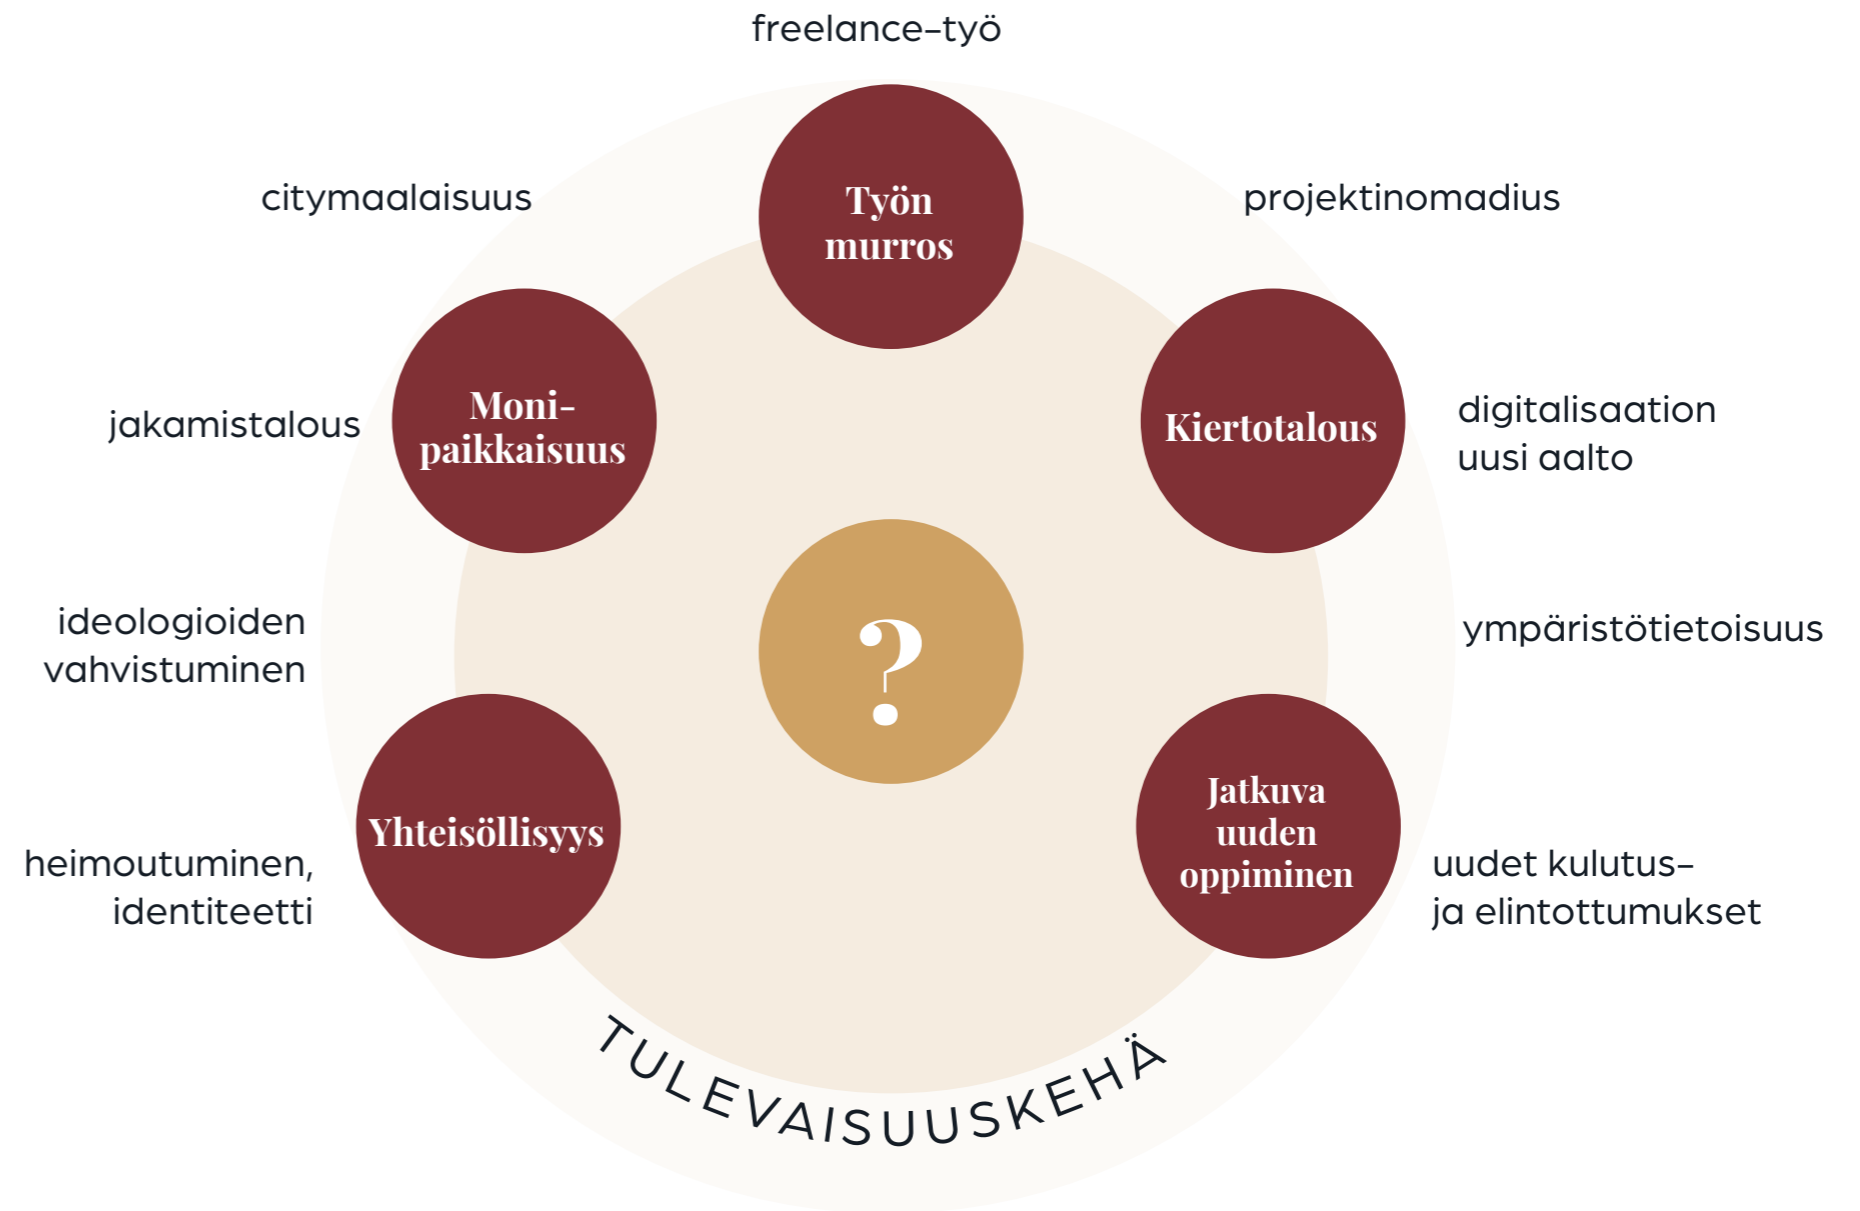 freelance-työ
citymaalaisuus
projektinomadius
Työn
murros
jakamistalous
Moni-
paikkaisuus
Kiertotalous
digitalisaation
uusi aalto
ideologioiden
vahvistuminen
?
ympäristötietoisuus
Yhteisöllisyys
Jatkuva
uuden
oppiminen
heimoutuminen,
identiteetti
uudet kulutus-
ja elintottumukset
TULEVAISUUSKEHÄ